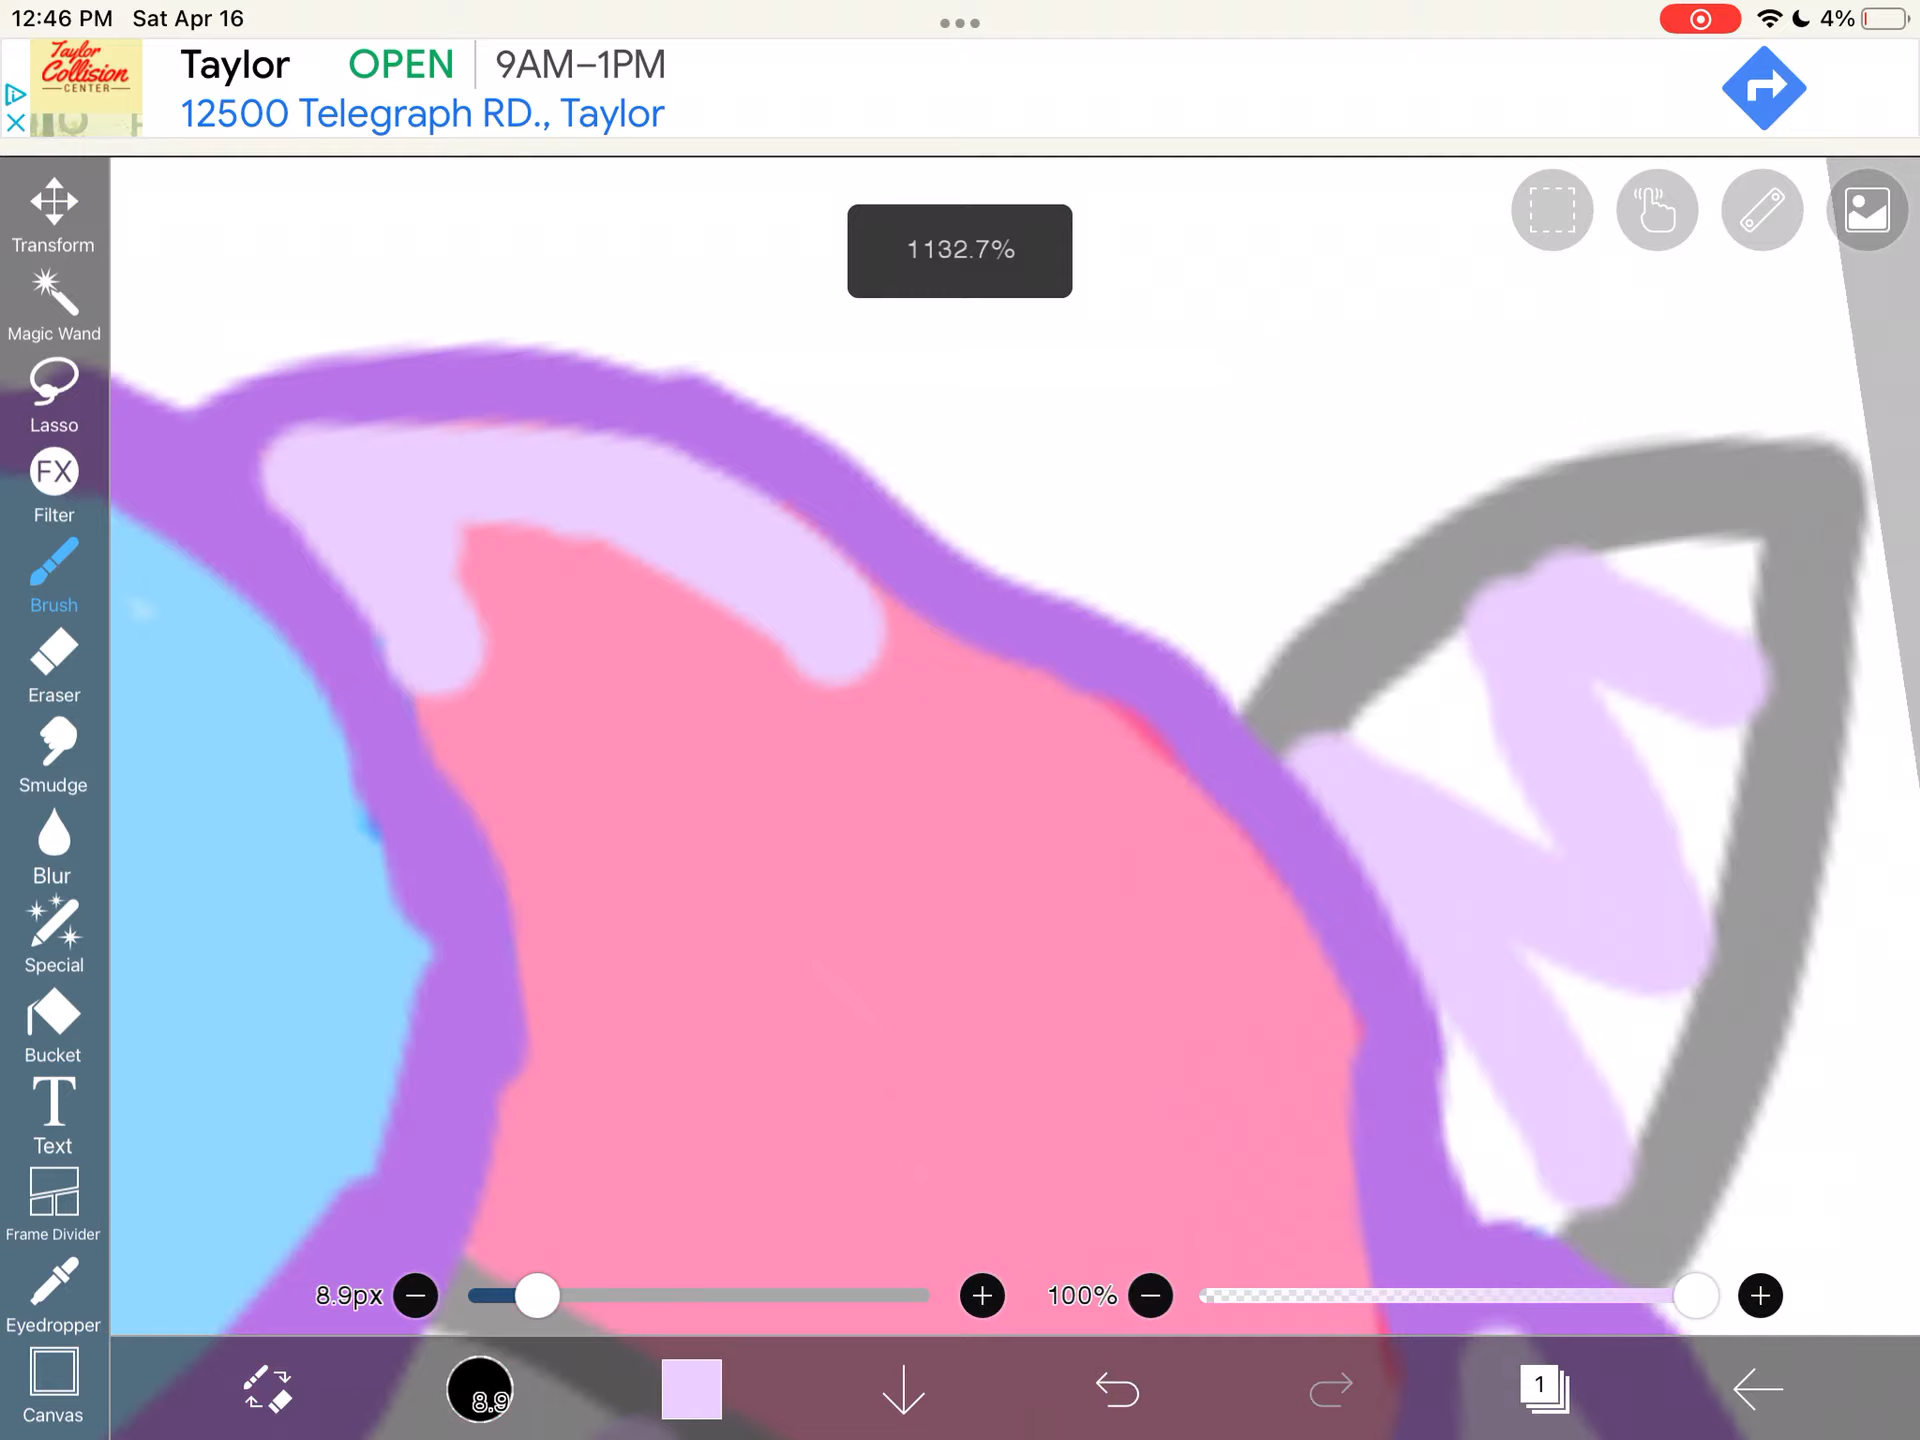 12:46 PM Sat Apr 16
4%
Taylor
Collision
CENTER
Taylor OPEN 9AM–1PM
12500 Telegraph RD., Taylor
1132.7%
Transform
Magic Wand
Lasso
FX
Filter
Brush
Eraser
Smudge
Blur
Special
Bucket
T
Text
Frame Divider
Eyedropper
Canvas
8.9px
100%
8.9
1